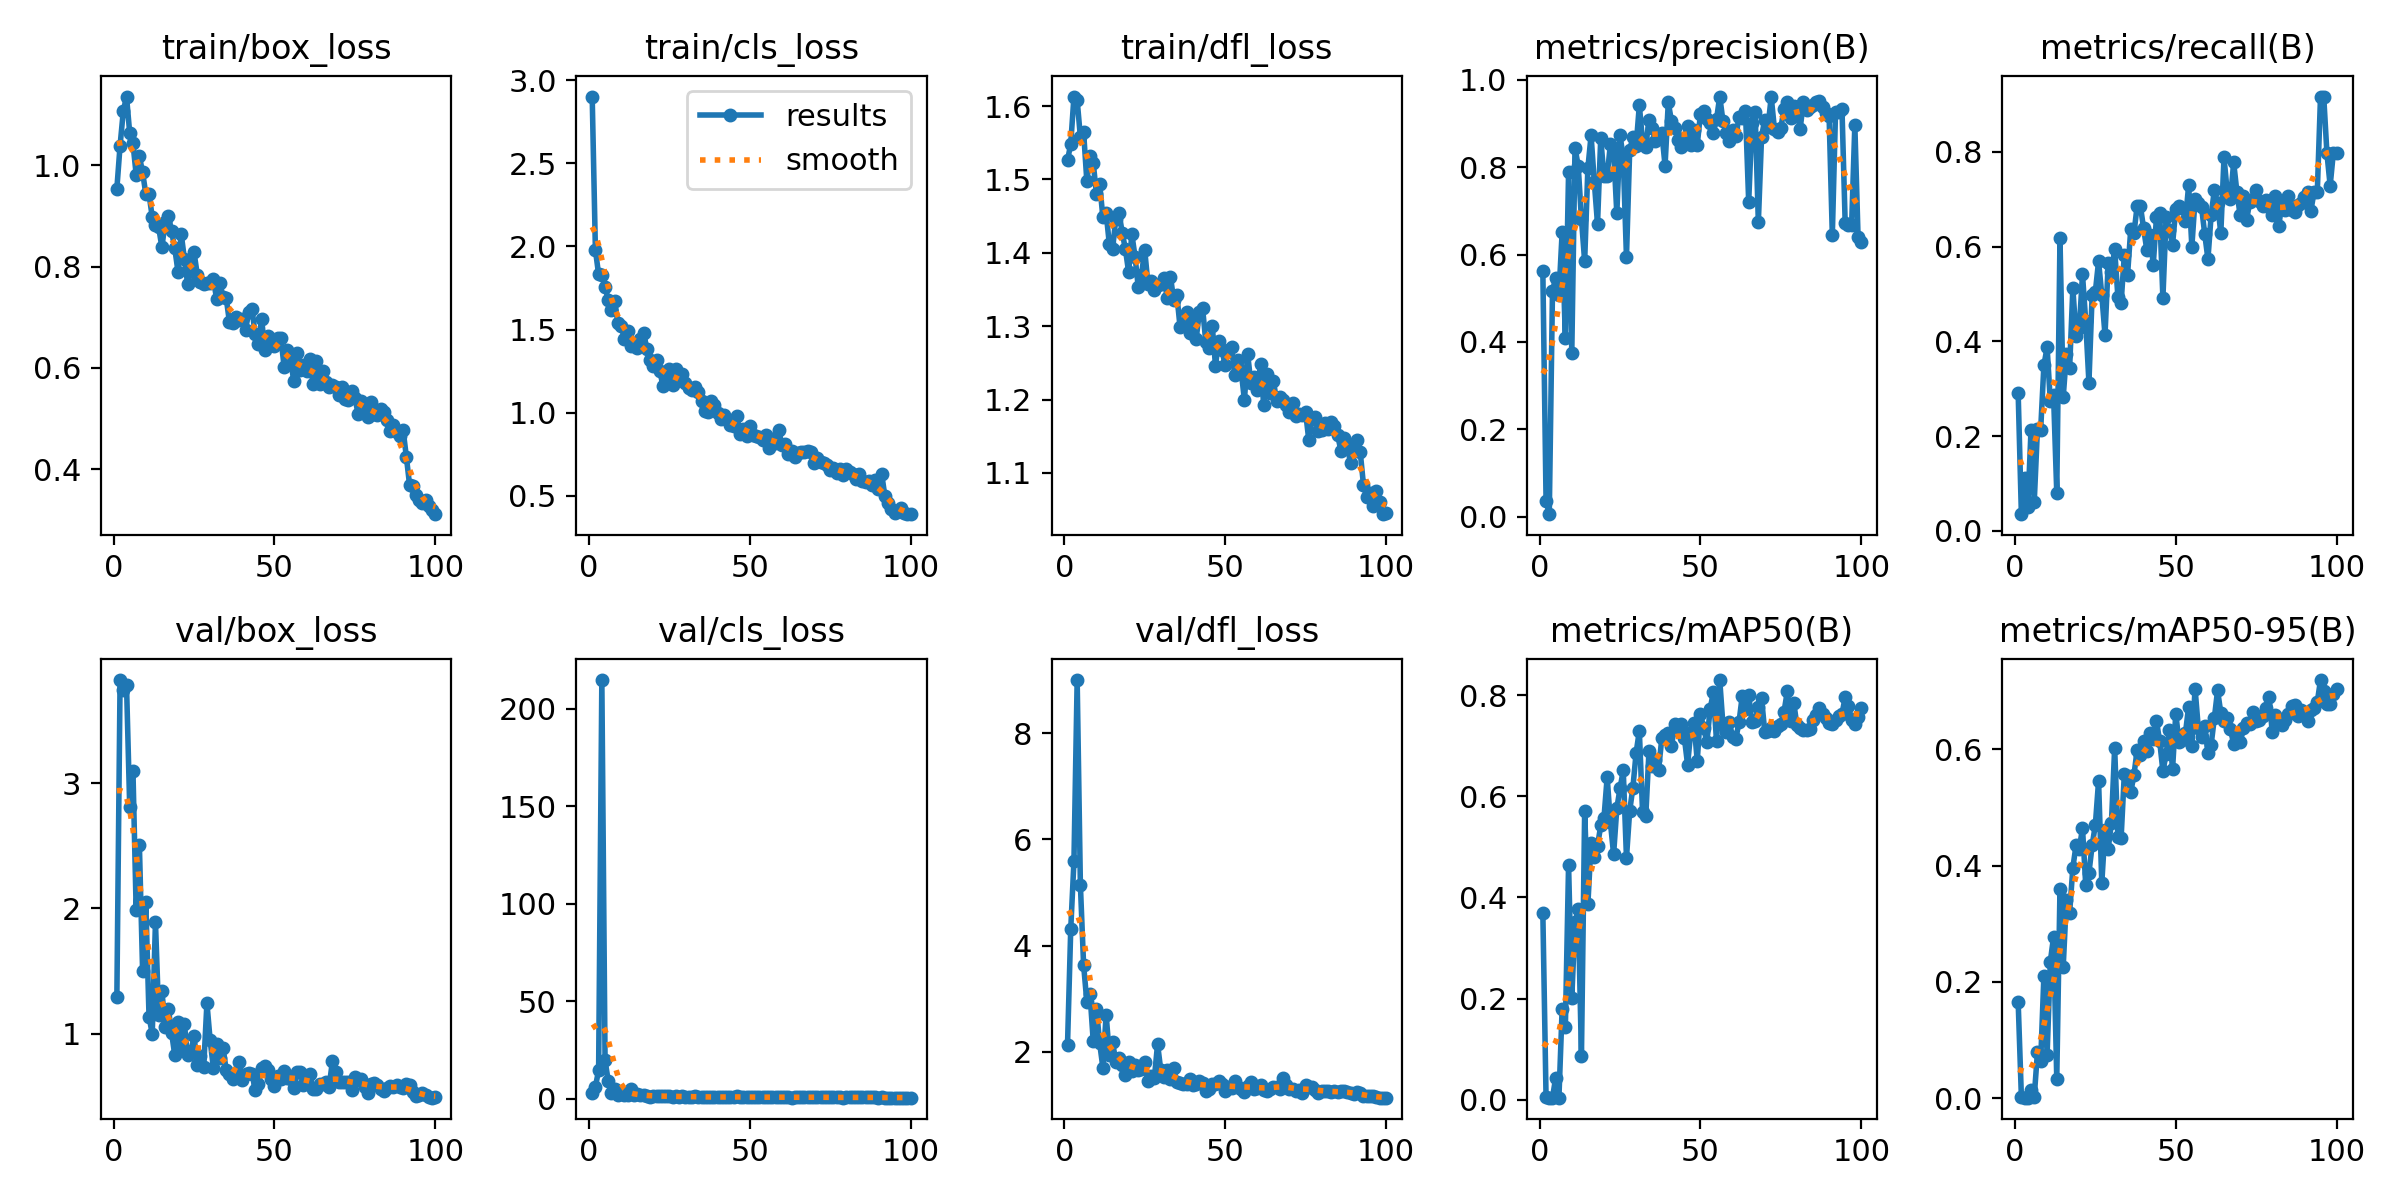 train/box_loss
1.0
0.8
0.6
0.4
0 50 100
train/cls_loss
results
smooth
3.0
2.5
2.0
1.5
1.0
0.5
0 50 100
train/dfl_loss
1.6
1.5
1.4
1.3
1.2
1.1
0 50 100
metrics/precision(B)
1.0
0.8
0.6
0.4
0.2
0.0
0 50 100
metrics/recall(B)
0.8
0.6
0.4
0.2
0.0
0 50 100
val/box_loss
3
2
1
0 50 100
val/cls_loss
200
150
100
50
0
0 50 100
val/dfl_loss
8
6
4
2
0 50 100
metrics/mAP50(B)
0.8
0.6
0.4
0.2
0.0
0 50 100
metrics/mAP50-95(B)
0.6
0.4
0.2
0.0
0 50 100